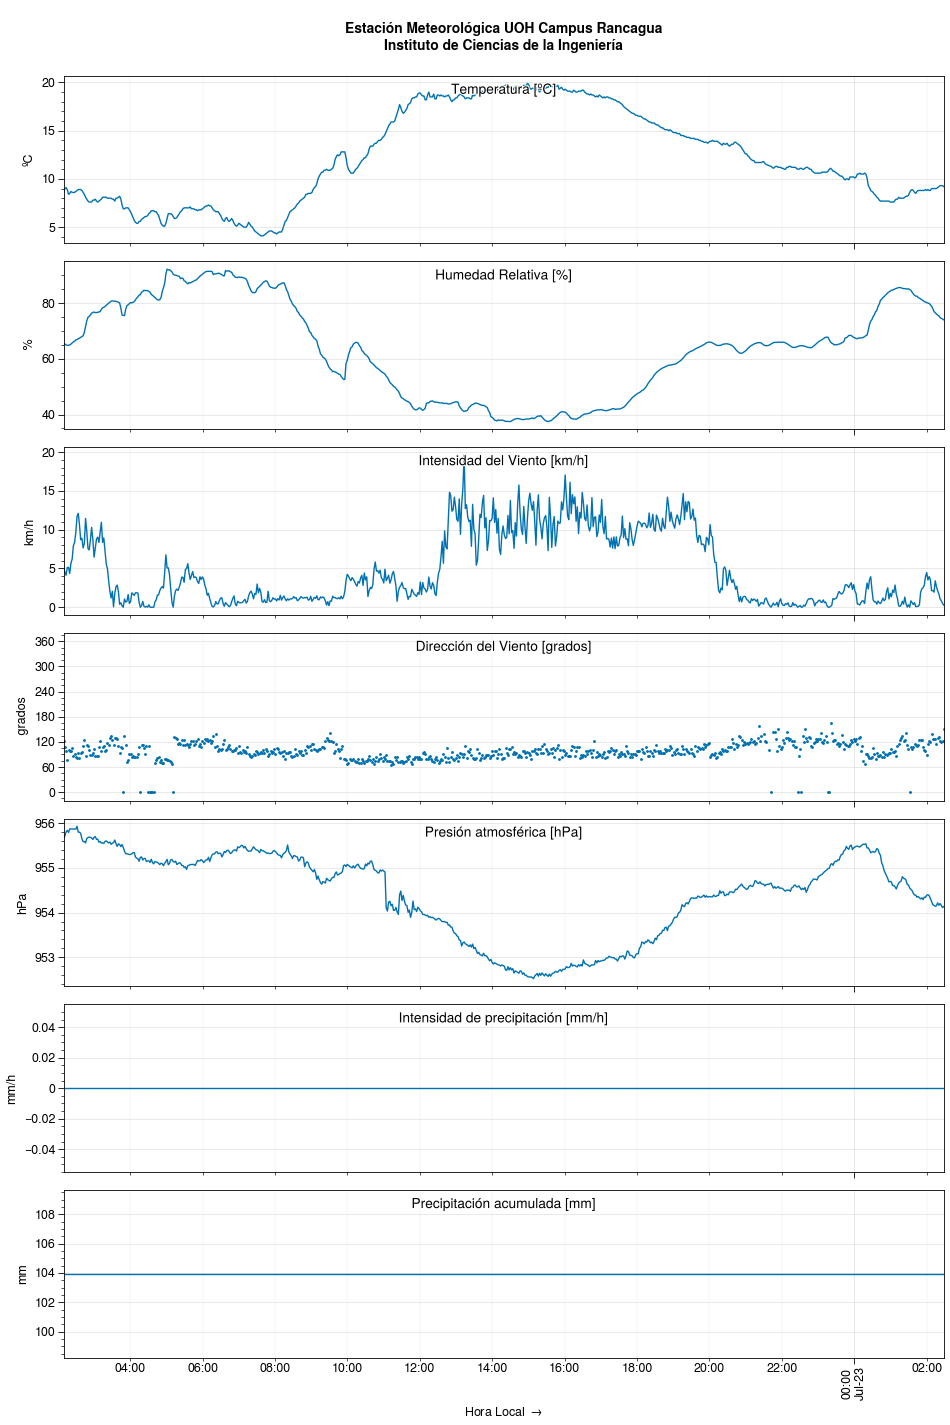 Estación Meteorológica UOH Campus Rancagua
Instituto de Ciencias de la Ingeniería
Temperatura [ºC]
ºC
20
15
10
5
Humedad Relativa [%]
%
80
60
40
Intensidad del Viento [km/h]
km/h
20
15
10
5
0
Dirección del Viento [grados]
grados
360
300
240
180
120
60
0
Presión atmosférica [hPa]
hPa
956
955
954
953
Intensidad de precipitación [mm/h]
mm/h
0.04
0.02
0
−0.02
−0.04
Precipitación acumulada [mm]
mm
108
106
104
102
100
04:00 06:00 08:00 10:00 12:00 14:00 16:00 18:00 20:00 22:00 00:00 02:00
Jul-23
Hora Local →